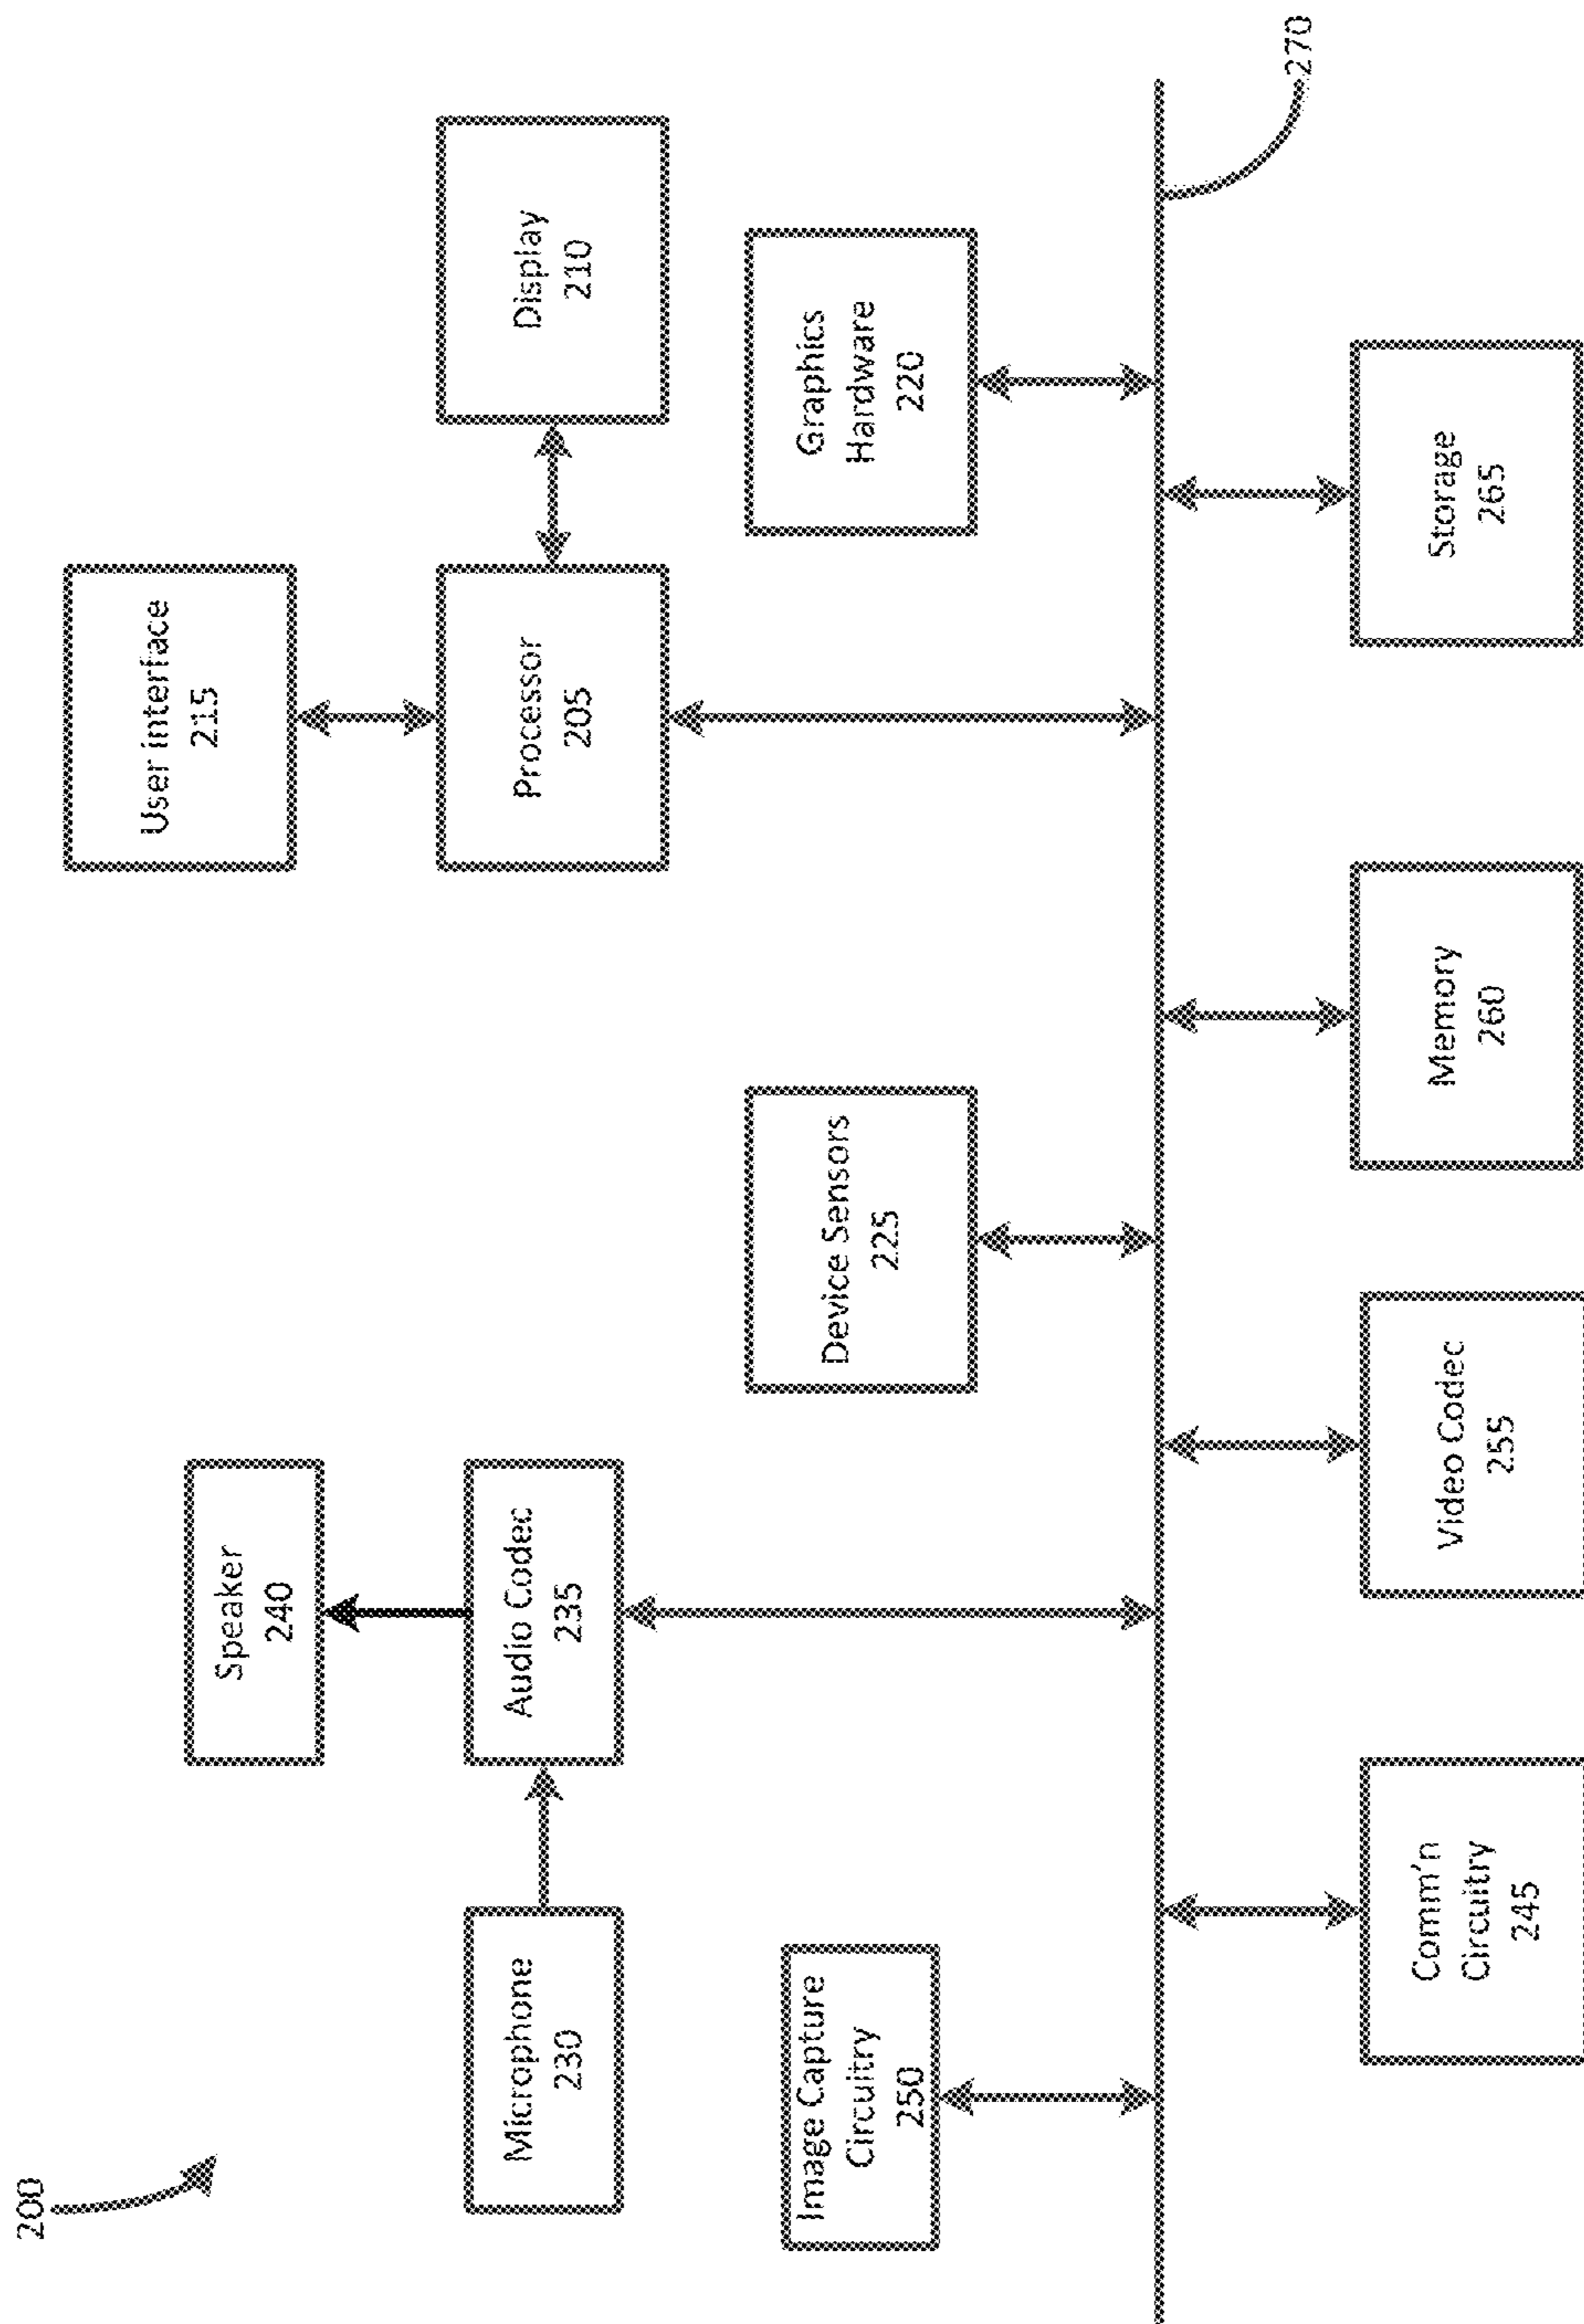 200
User interface
215
Speaker
240
Microphone
230
Audio Codec
235
Processor
205
Display
210
Image Capture
Circuitry
250
Device Sensors
225
Graphics
Hardware
220
270
Comm'n
Circuitry
245
Video Codec
255
Memory
260
Storage
265